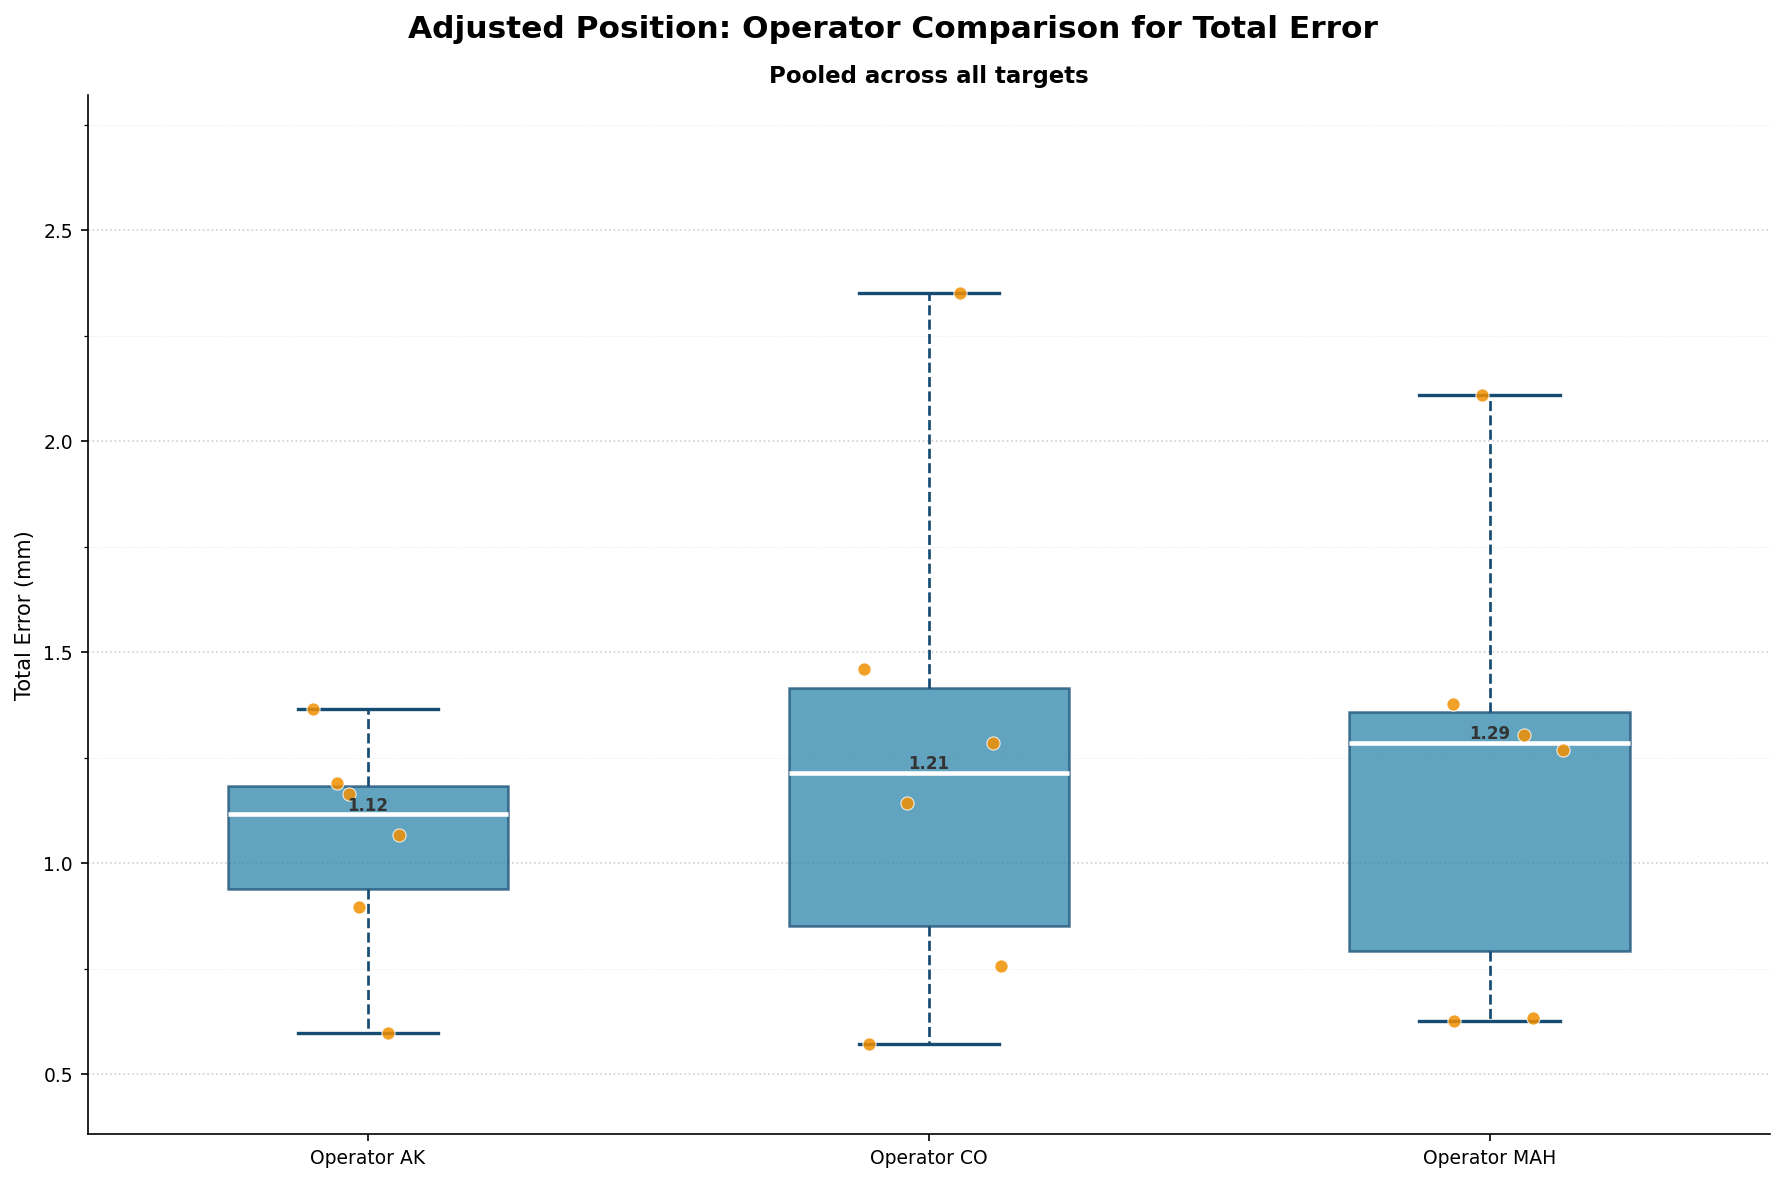 Adjusted Position: Operator Comparison for Total Error
Pooled across all targets
Total Error (mm)
2.5
2.0
1.5
1.0
0.5
1.12
1.21
1.29
Operator AK
Operator CO
Operator MAH